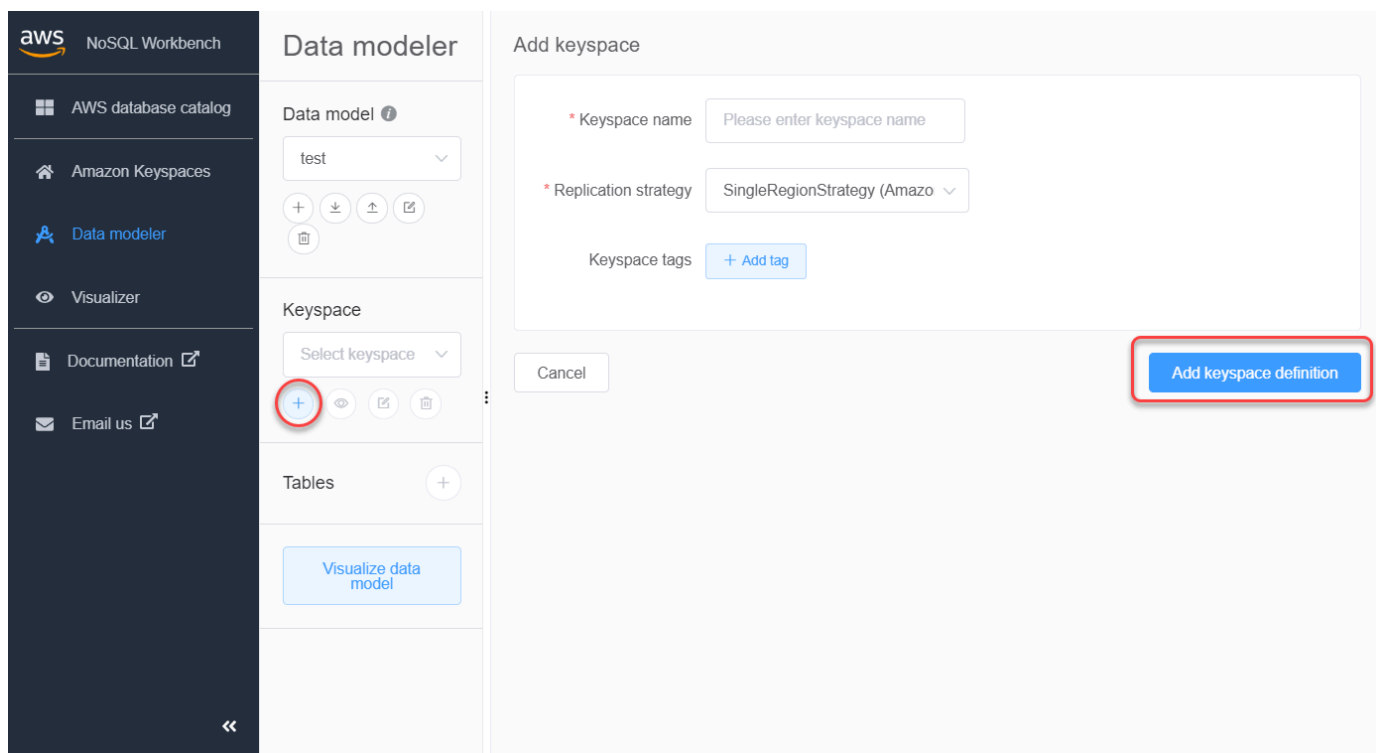 aws NoSQL Workbench
AWS database catalog
Amazon Keyspaces
Data modeler
Visualizer
Documentation
Email us
Data modeler
Data model
test
Keyspace
Select keyspace
Tables
Visualize data
model
Add keyspace
* Keyspace name Please enter keyspace name
* Replication strategy SingleRegionStrategy (Amazo
Keyspace tags + Add tag
Cancel
Add keyspace definition